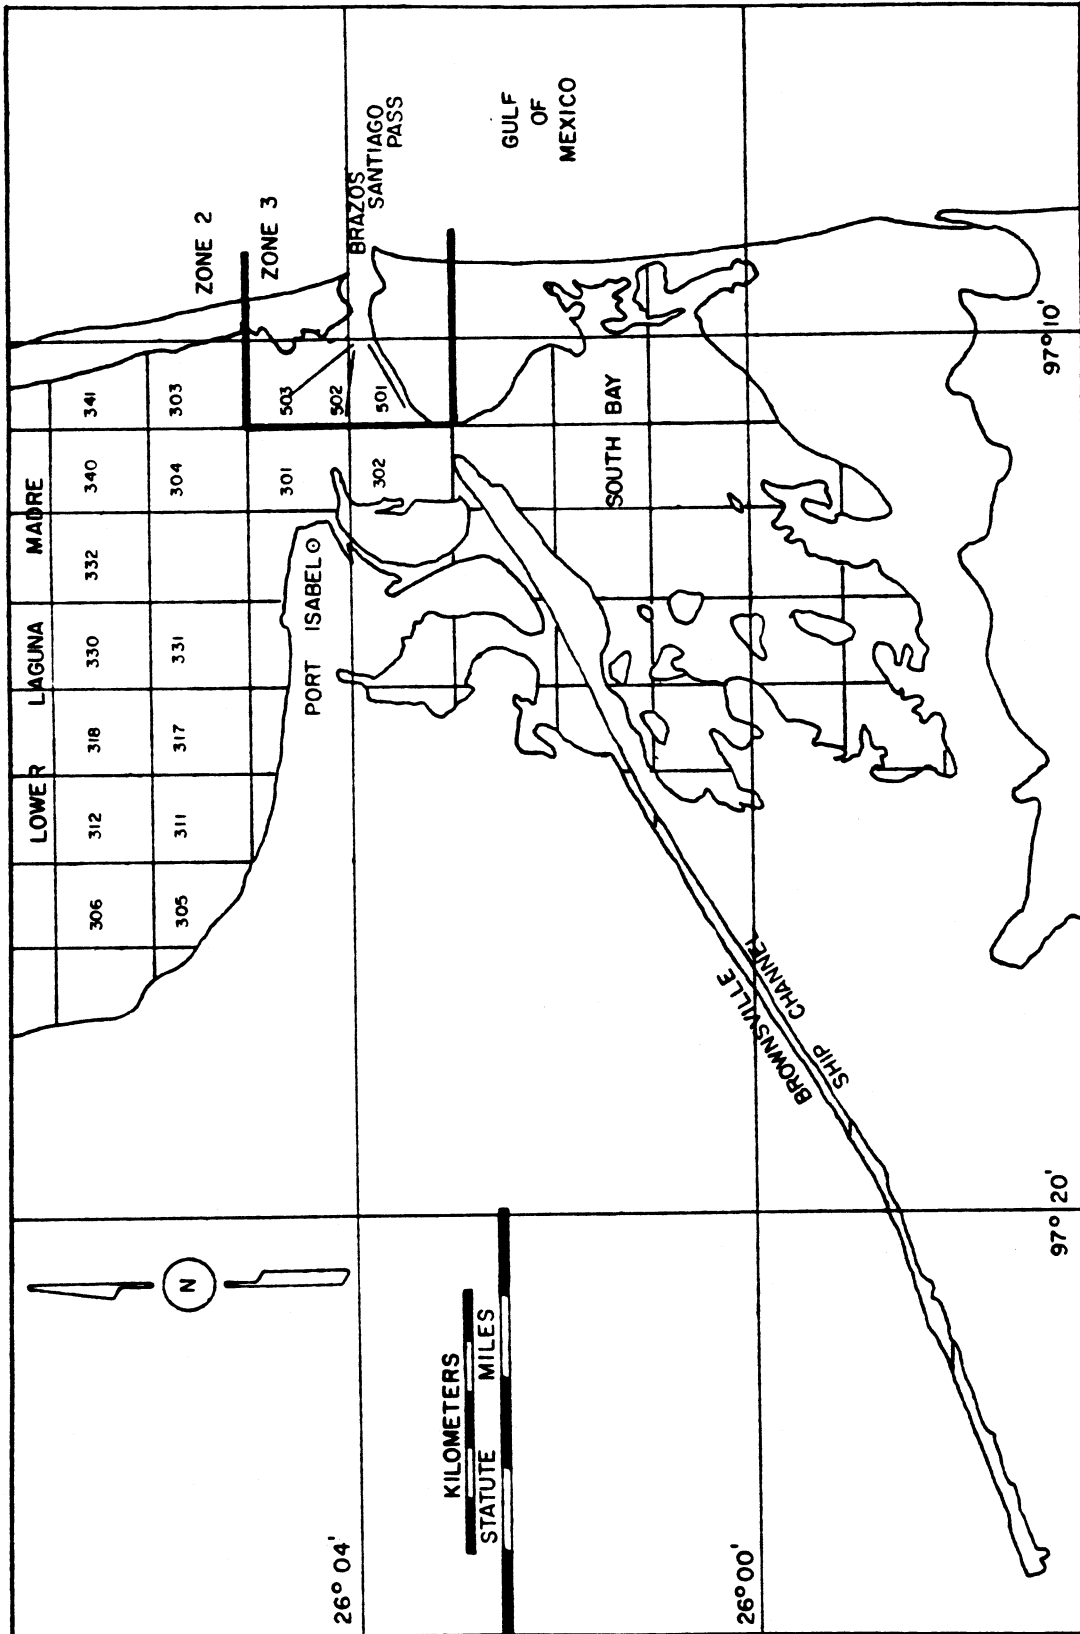 ZONE 2
ZONE 3
BRAZOS
SANTIAGO
PASS
GULF
OF
MEXICO
LOWER LAGUNA MADRE
341
303
503
502
501
340
304
301
302
332
330
331
318
317
312
311
306
305
PORT ISABEL
SOUTH BAY
97° 10'
BROWNSVILLE
SHIP CHANNEL
N
KILOMETERS
STATUTE MILES
26° 04'
26° 00'
97° 20'